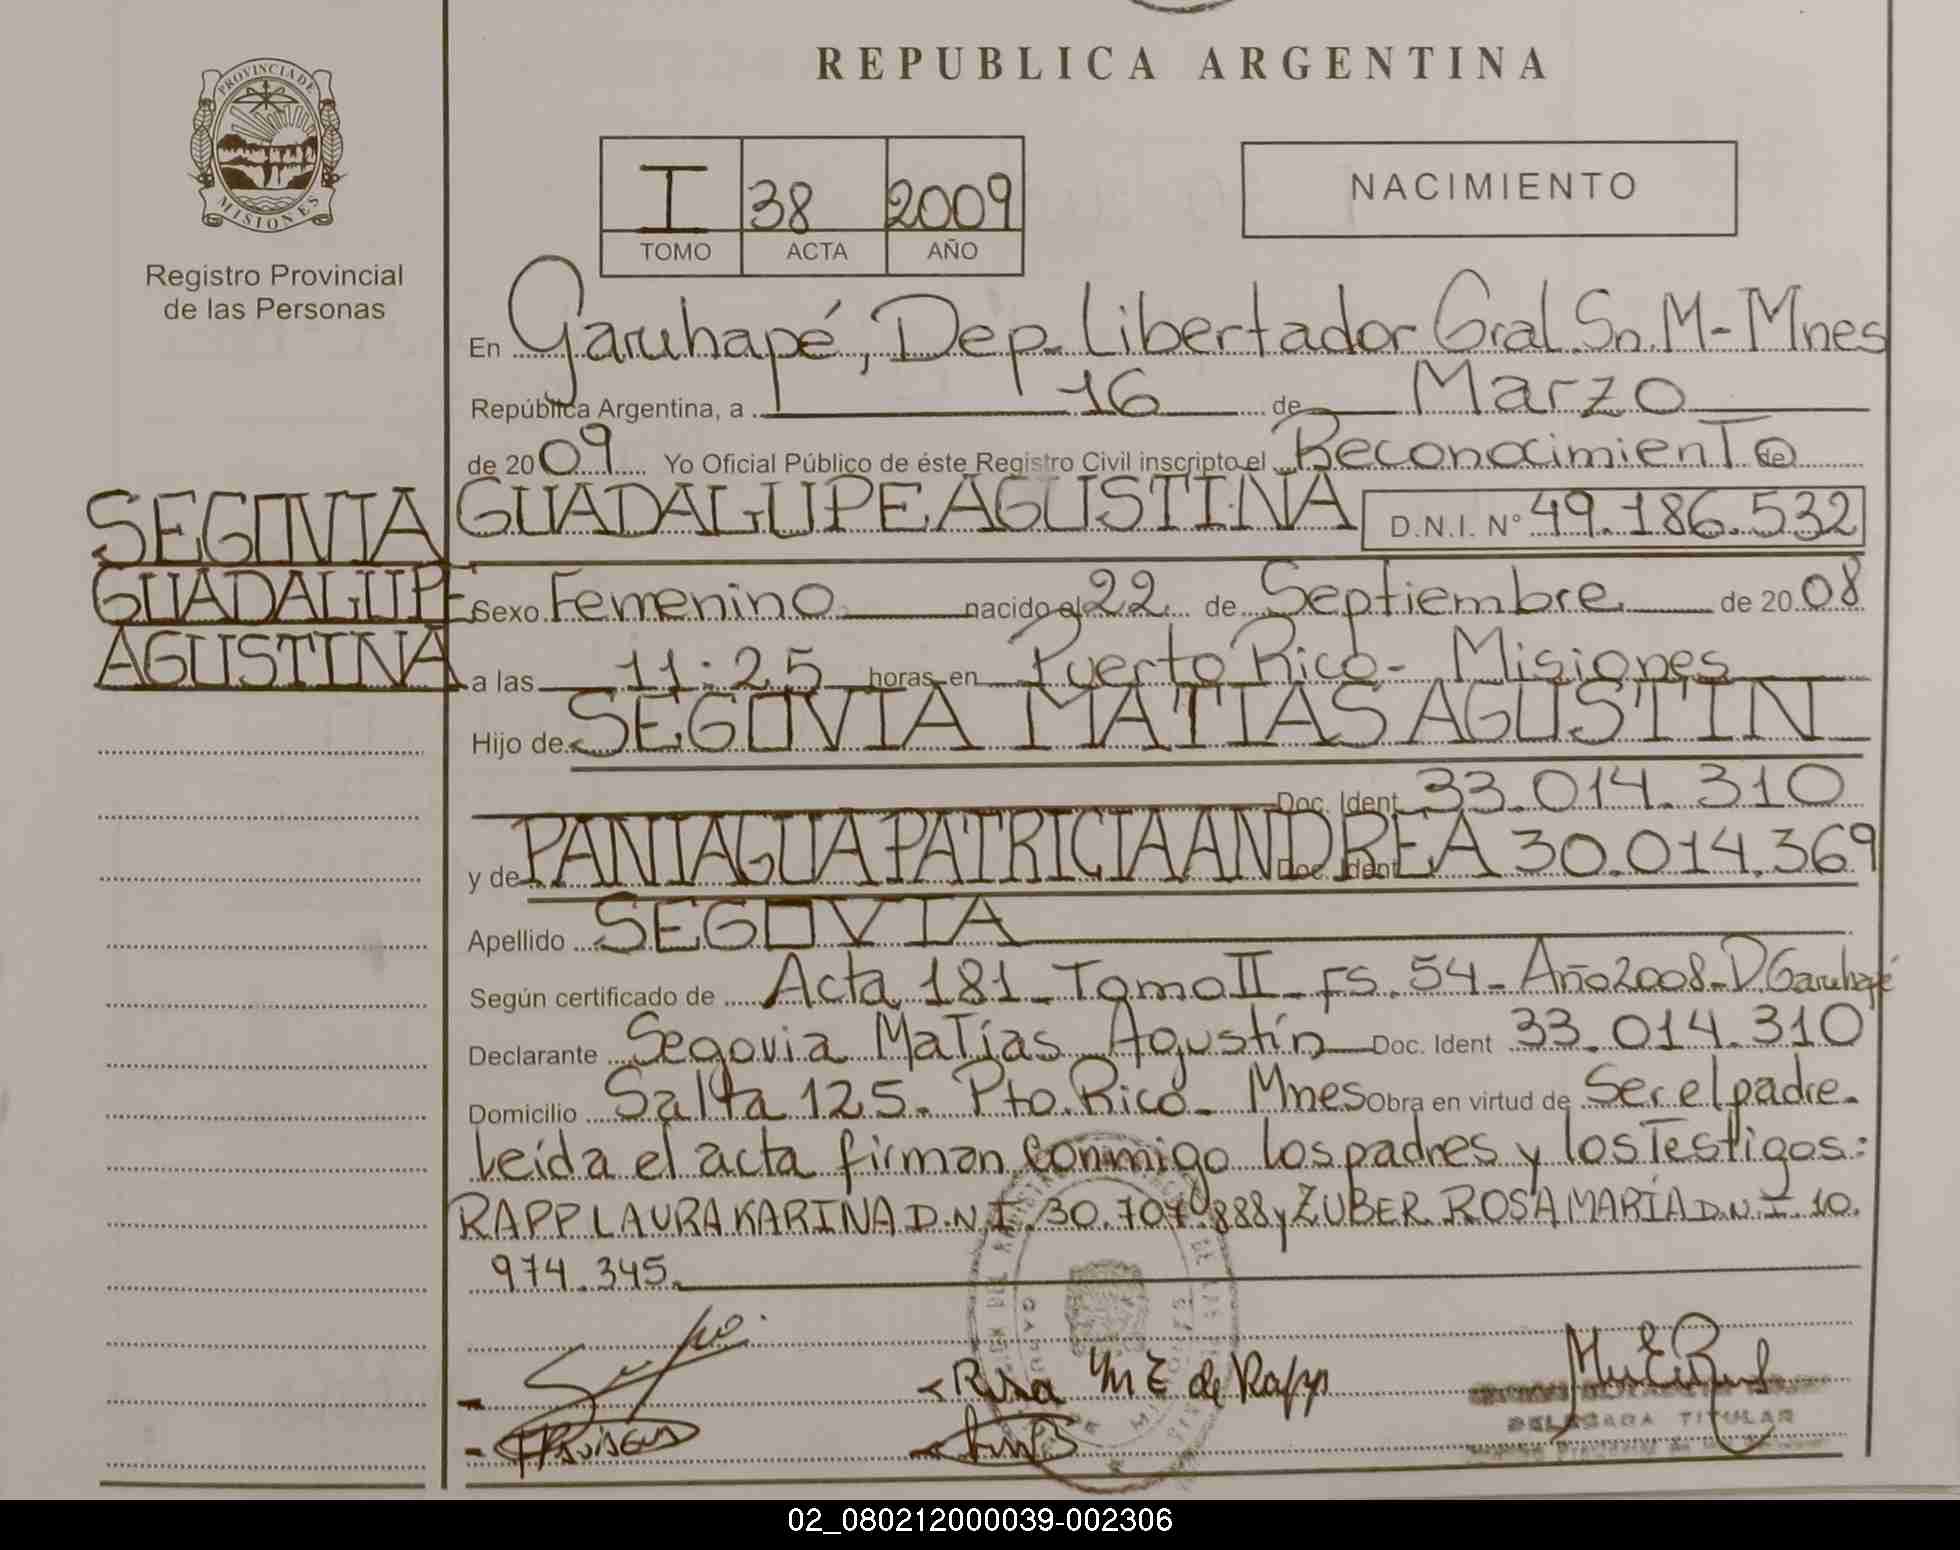 PROVINCIA DE
MISIONES
Registro Provincial
de las Personas
SEGOVIA
GUADALUPE
AGUSTINA
REPUBLICA ARGENTINA
I 38 2009
TOMO ACTA AÑO
NACIMIENTO
En Garuhapé, Dep. Libertador Gral. Sn. M - Mnes
República Argentina, a 16 de Marzo
de 2009 Yo Oficial Público de éste Registro Civil inscripto el Reconocimiento de
GUADALUPE AGUSTINA D.N.I. Nº 49.186.532
Sexo Femenino nacido el 22 de Septiembre de 2008
a las 11:25 horas en Puerto Rico - Misiones
Hijo de SEGOVIA MATIAS AGUSTIN
Doc. Ident 33.014.310
y de PANIAGUA PATRICIA ANDREA Doc. Ident 30.014.369
Apellido SEGOVIA
Según certificado de Acta 181 - Tomo II - Fs. 54 - Año 2008 - D. Garuhapé
Declarante Segovia Matías Agustín Doc. Ident 33.014.310
Domicilio Salta 125. Pto. Rico - Mnes Obra en virtud de Ser el padre.
Leída el acta firman conmigo los padres y los Testigos:
RAPP LAURA KARINA D.N.I. 30.707.888 y ZUBER ROSA MARÍA D.N.I. 10.
974.345.
Rosa M Z de Rapp
DELEGADA TITULAR
02_080212000039-002306